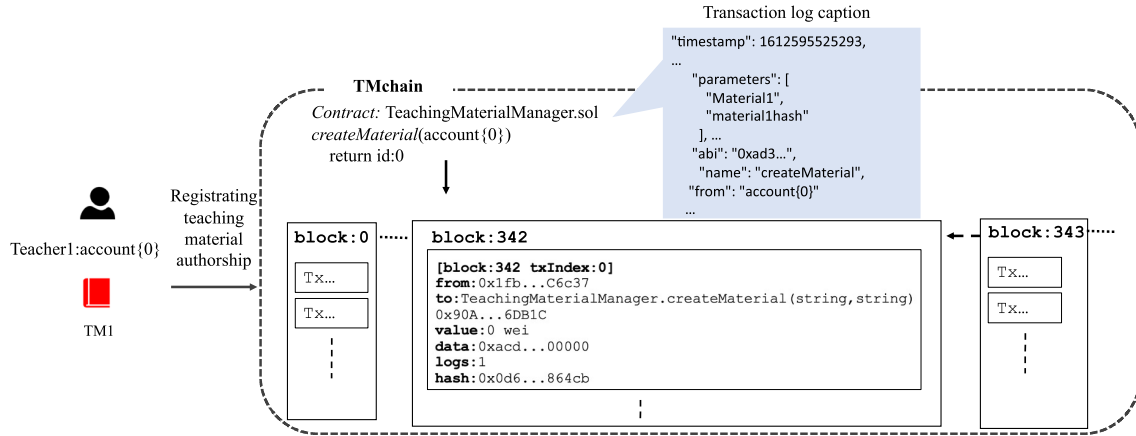 Transaction log caption
"timestamp": 1612595525293,
…
"parameters": [
"Material1",
"material1hash"
], …
"abi": "0xad3…",
"name": "createMaterial",
"from": "account{0}"
…
TMchain
Contract: TeachingMaterialManager.sol
createMaterial(account{0})
return id:0
Registrating
teaching
material
authorship
Teacher1:account{0}
TM1
block:0
Tx…
Tx…
block:342
[block:342 txIndex:0]
from:0x1fb...C6c37
to:TeachingMaterialManager.createMaterial(string,string)
0x90A...6DB1C
value:0 wei
data:0xacd...00000
logs:1
hash:0x0d6...864cb
block:343
Tx…
Tx…